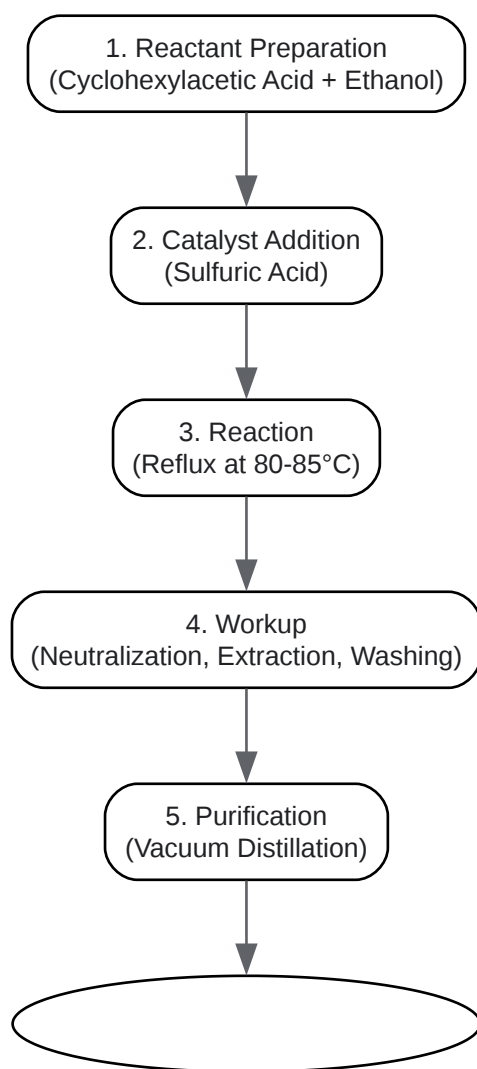 1. Reactant Preparation
(Cyclohexylacetic Acid + Ethanol)
2. Catalyst Addition
(Sulfuric Acid)
3. Reaction
(Reflux at 80-85°C)
4. Workup
(Neutralization, Extraction, Washing)
5. Purification
(Vacuum Distillation)